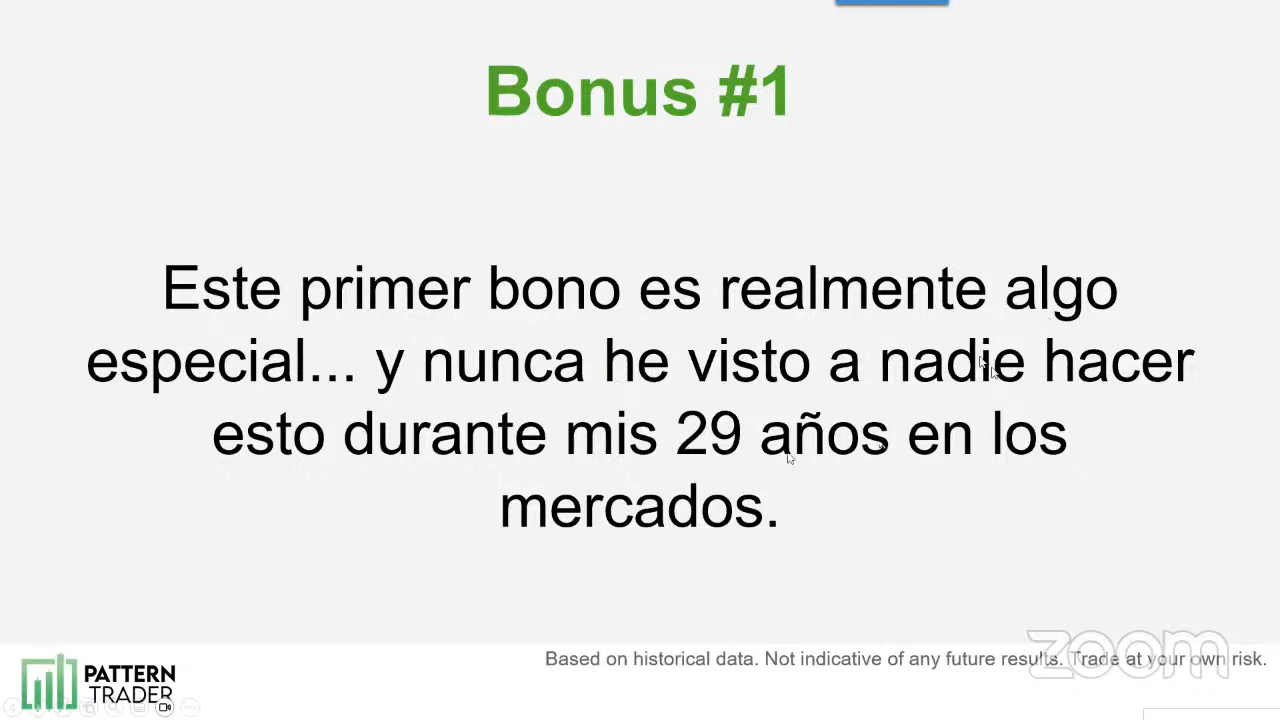 Bonus #1
Este primer bono es realmente algo
especial... y nunca he visto a nadie hacer
esto durante mis 29 años en los
mercados.
zoom
Based on historical data. Not indicative of any future results. Trade at your own risk.
PATTERN
TRADER